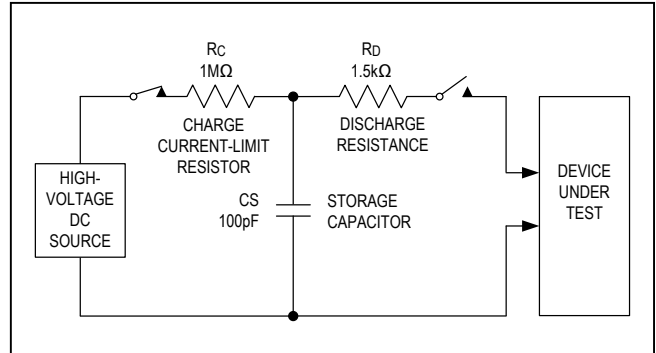 RC
1MΩ
CHARGE
CURRENT-LIMIT
RESISTOR
RD
1.5kΩ
DISCHARGE
RESISTANCE
HIGH-
VOLTAGE
DC
SOURCE
CS
100pF
STORAGE
CAPACITOR
DEVICE
UNDER
TEST